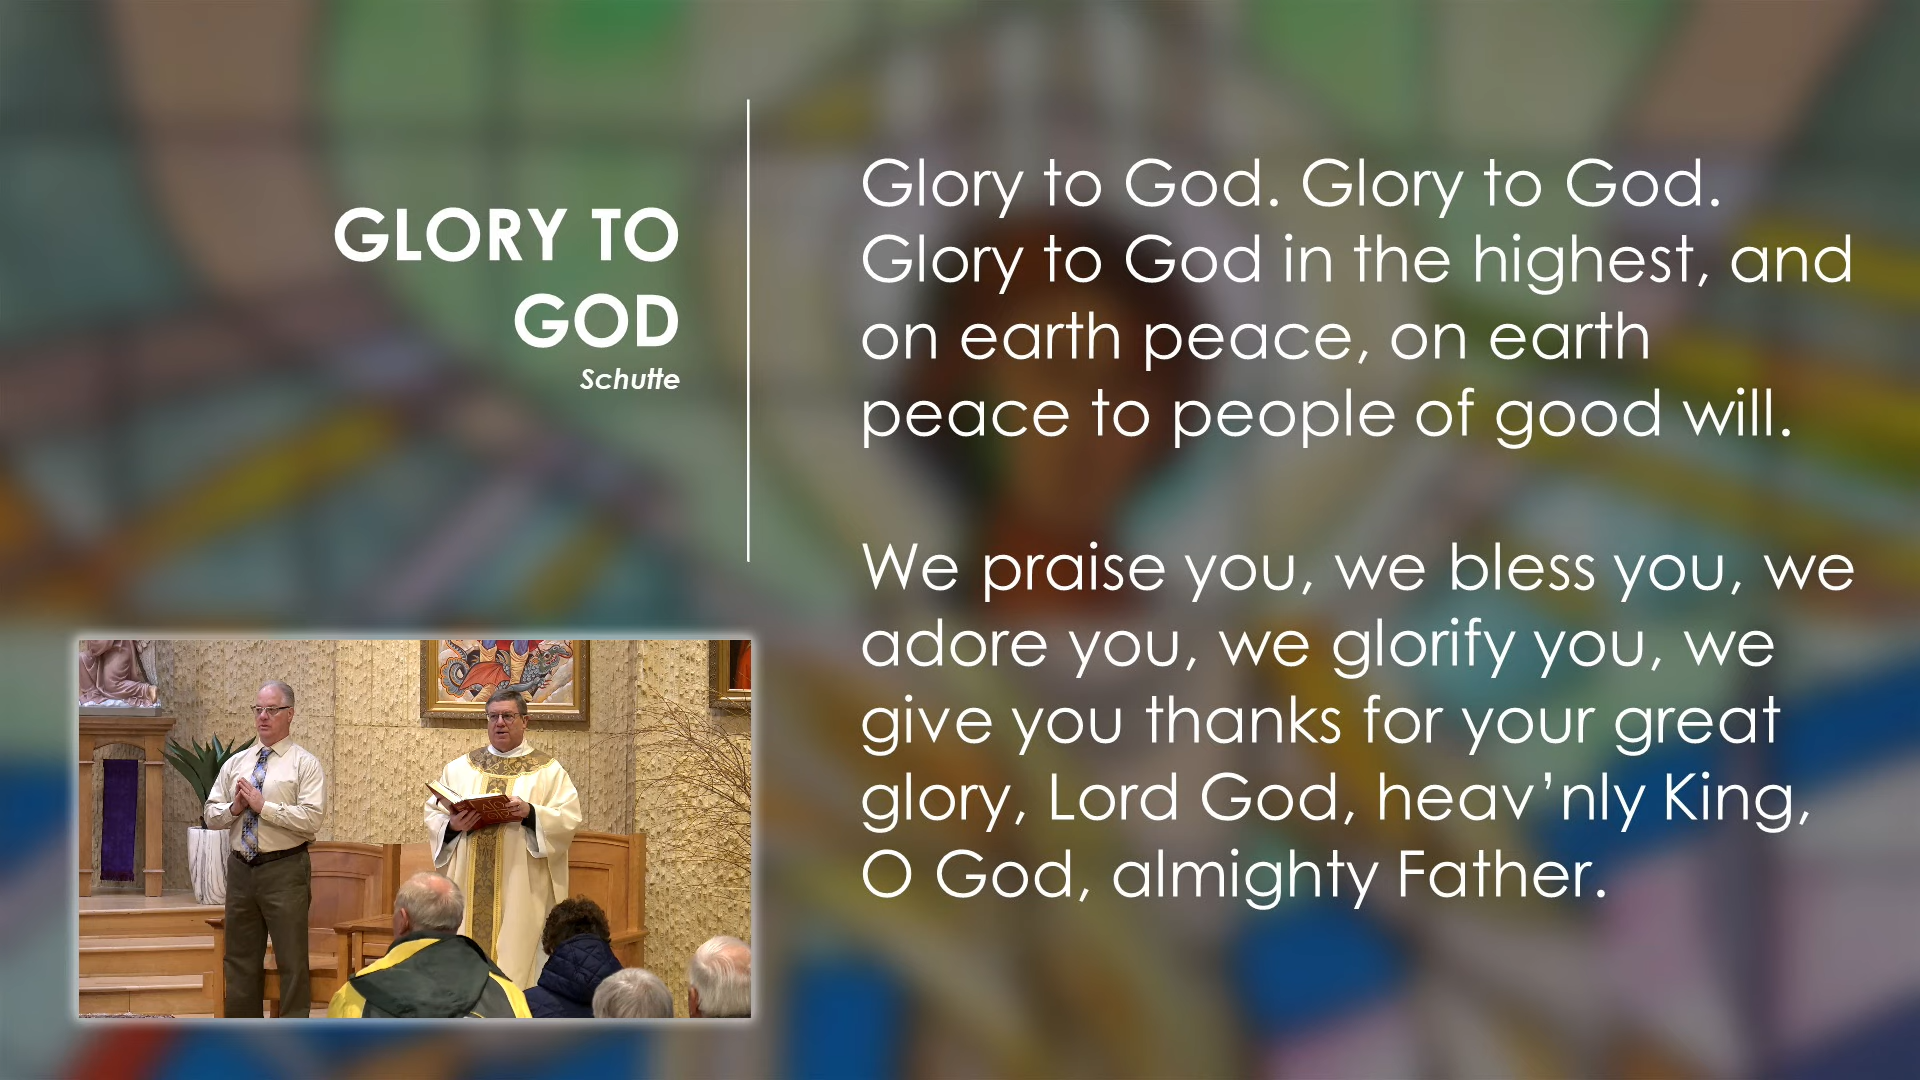 GLORY TO
GOD
Schutte
Glory to God. Glory to God.
Glory to God in the highest, and
on earth peace, on earth
peace to people of good will.
We praise you, we bless you, we
adore you, we glorify you, we
give you thanks for your great
glory, Lord God, heav’nly King,
O God, almighty Father.